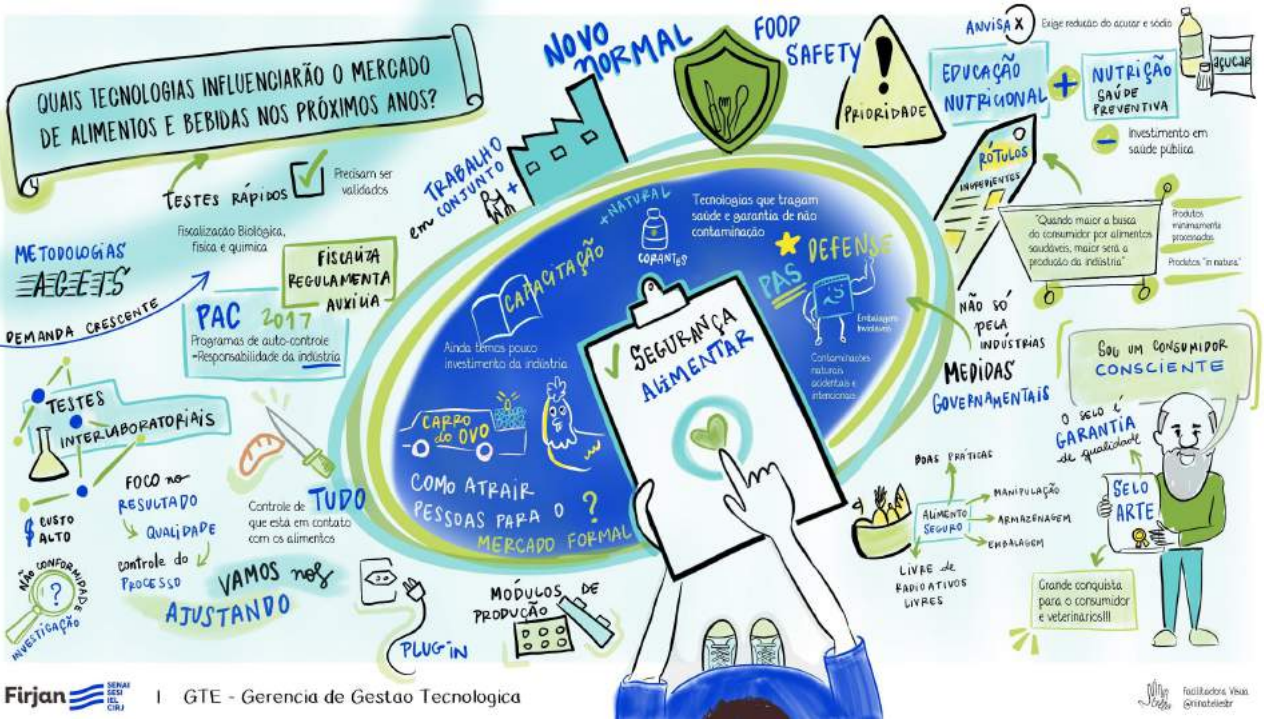 QUAIS TECNOLOGIAS INFLUENCIARÃO O MERCADO
DE ALIMENTOS E BEBIDAS NOS PRÓXIMOS ANOS?
TESTES RÁPIDOS
Precisam ser
validados
NOVO
NORMAL
FOOD
SAFETY
PRIORIDADE
ANVISA X
Exige redução do açucar e sódio
EDUCAÇÃO
NUTRICIONAL
+
NUTRIÇÃO
SAÚDE
PREVENTIVA
AÇUCAR
Investimento em
saúde pública
RÓTULOS
INGREDIENTES
"Quando maior a busca
do consumidor por alimentos
saudáveis, maior será a
produção da indústria"
Produtos
minimamente
processados
Produtos "in natura"
TRABALHO
em CONJUNTO
+
Fiscalização Biológica,
física e quimica
METODOLOGIAS
DEMANDA CRESCENTE
FISCALIZA
REGULAMENTA
AUXILIA
PAC 2017
Programas de auto-controle
=Responsabilidade da indústria
+NATURAL
CORANTES
Tecnologias que tragam
saúde e garantia de não
contaminação
CAPACITAÇÃO
Ainda temos pouco
investimento da indústria
PAS
DEFENSE
Contaminações
naturais
acidentais e
intencionais
SEGURANÇA
ALIMENTAR
CARRO
do OVO
COMO ATRAIR
PESSOAS PARA O ?
MERCADO FORMAL
NÃO SÓ
PELA
INDÚSTRIAS
MEDIDAS
GOVERNAMENTAIS
SOU UM CONSUMIDOR
CONSCIENTE
O SELO É
GARANTIA
de qualidade
SELO
ARTE
Grande conquista
para o consumidor
e veterinarios!!!
BOAS PRÁTICAS
ALIMENTO
SEGURO
MANIPULAÇÃO
ARMAZENAGEM
EMBALAGEM
LIVRE de
RADIOATIVOS
LIVRES
TESTES
INTERLABORATORIAIS
$ CUSTO
ALTO
FOCO no
RESULTADO
QUALIDADE
controle do
PROCESSO
Controle de TUDO
que está em contato
com os alimentos
NÃO CONFORMIDADE
?
INVESTIGAÇÃO
VAMOS nos
AJUSTANDO
PLUG'IN
MÓDULOS DE
PRODUÇÃO
Firjan
SENAI
SESI
IEL
CIRJ
| GTE - Gerencia de Gestao Tecnologica
Facilitadora Visual